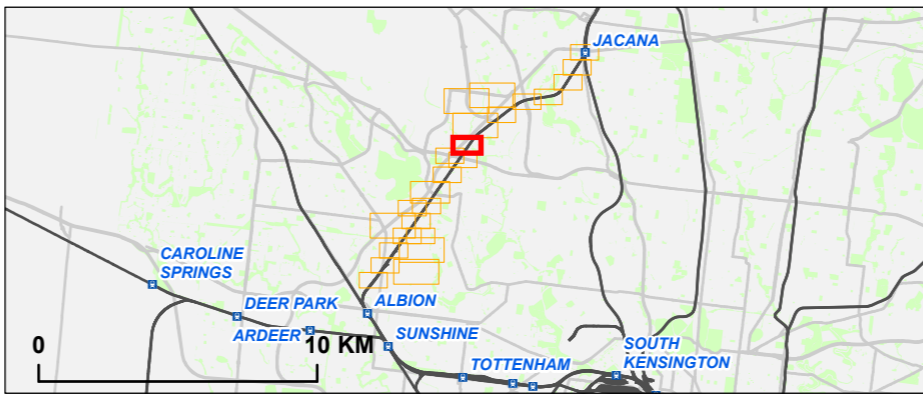 JACANA
CAROLINE
SPRINGS
DEER PARK
ALBION
ARDEER
SUNSHINE
0
10 KM
TOTTENHAM
SOUTH
KENSINGTON